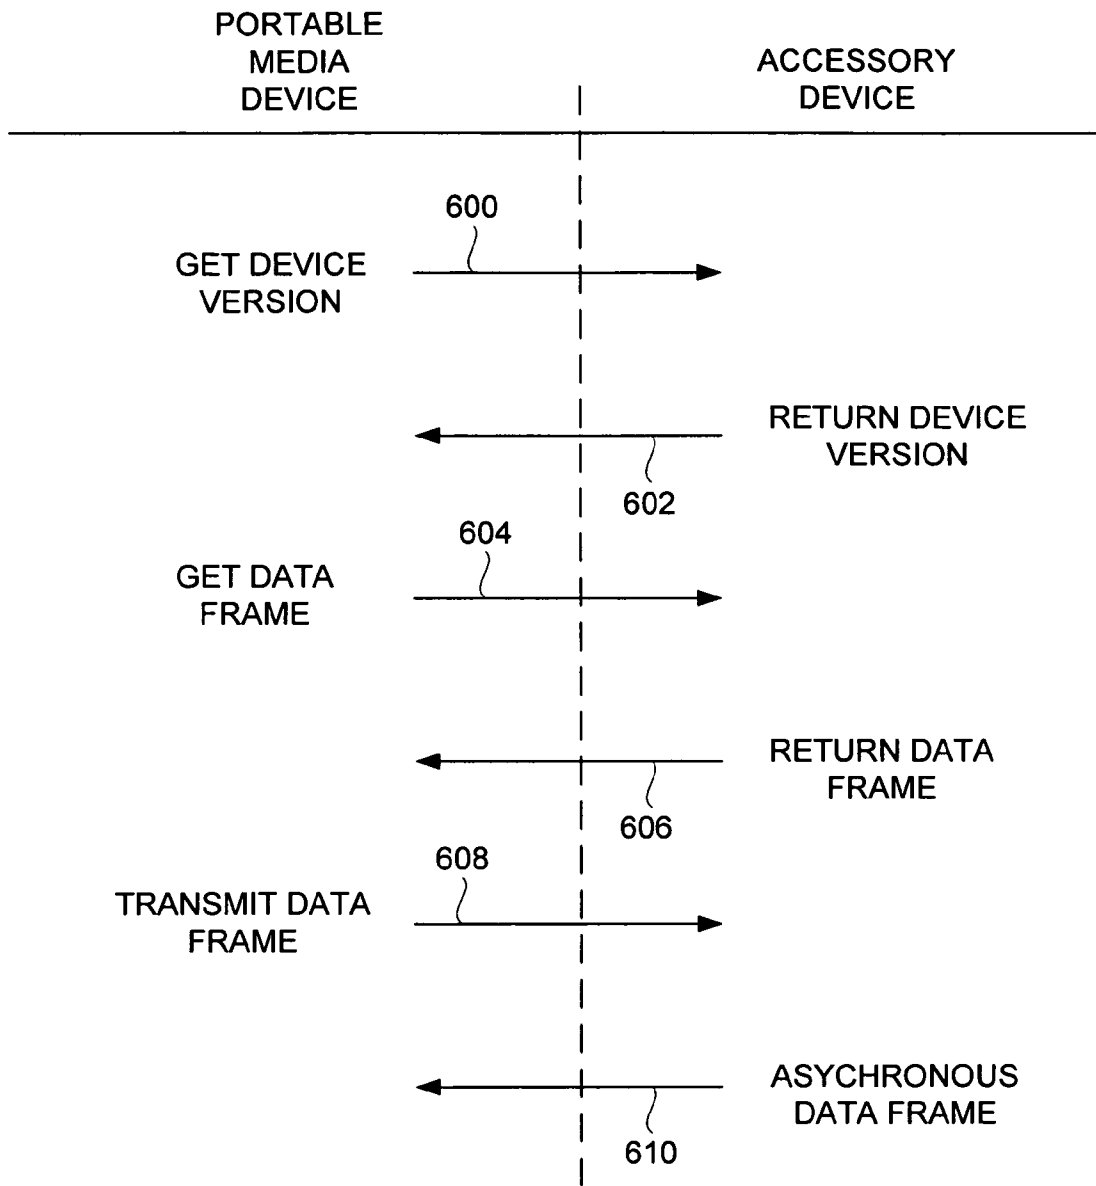 PORTABLE
MEDIA
DEVICE
ACCESSORY
DEVICE
600
GET DEVICE
VERSION
RETURN DEVICE
VERSION
602
604
GET DATA
FRAME
RETURN DATA
FRAME
606
608
TRANSMIT DATA
FRAME
ASYCHRONOUS
DATA FRAME
610